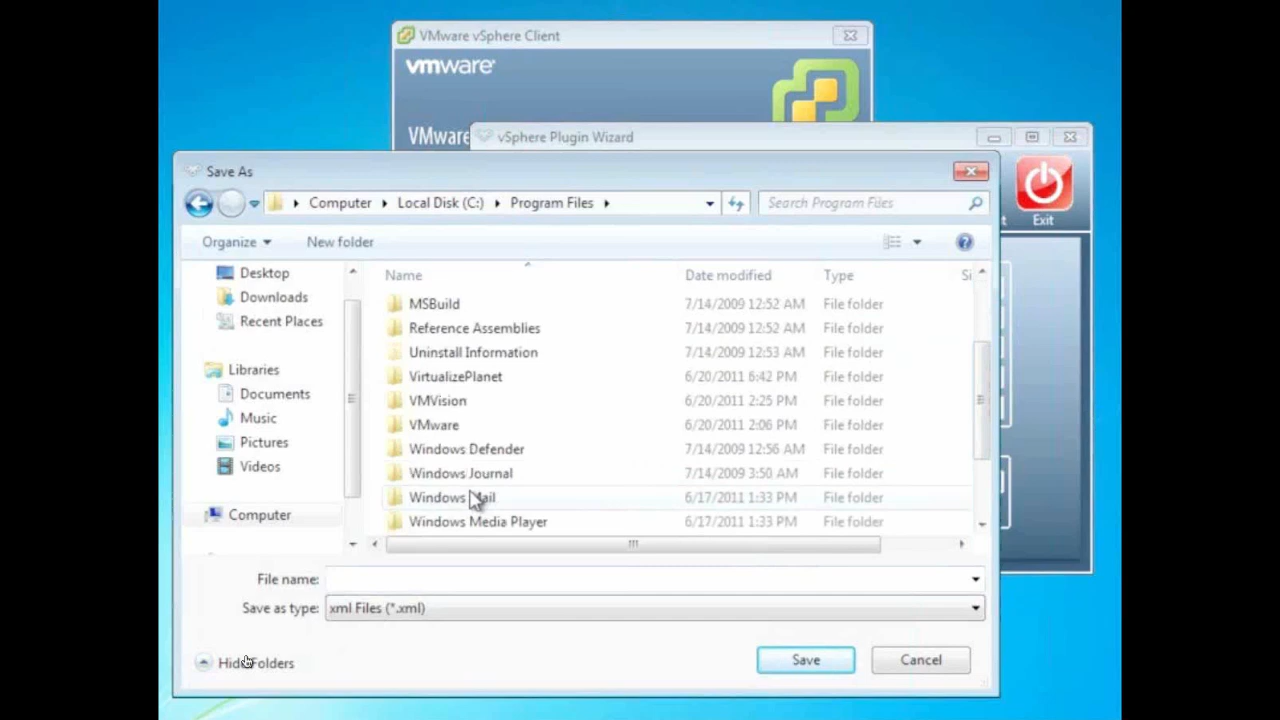 VMware vSphere Client
vmware
VMware
vSphere Plugin Wizard
Save As
Computer Local Disk (C:) Program Files
Search Program Files
Exit
Organize New folder
Desktop
Downloads
Recent Places
Libraries
Documents
Music
Pictures
Videos
Computer
Name Date modified Type Si
MSBuild 7/14/2009 12:52 AM File folder
Reference Assemblies 7/14/2009 12:52 AM File folder
Uninstall Information 7/14/2009 12:53 AM File folder
VirtualizePlanet 6/20/2011 6:42 PM File folder
VMVision 6/20/2011 2:25 PM File folder
VMware 6/20/2011 2:06 PM File folder
Windows Defender 7/14/2009 12:56 AM File folder
Windows Journal 7/14/2009 3:50 AM File folder
Windows Mail 6/17/2011 1:33 PM File folder
Windows Media Player 6/17/2011 1:33 PM File folder
File name:
Save as type: xml Files (*.xml)
Hide Folders
Save Cancel